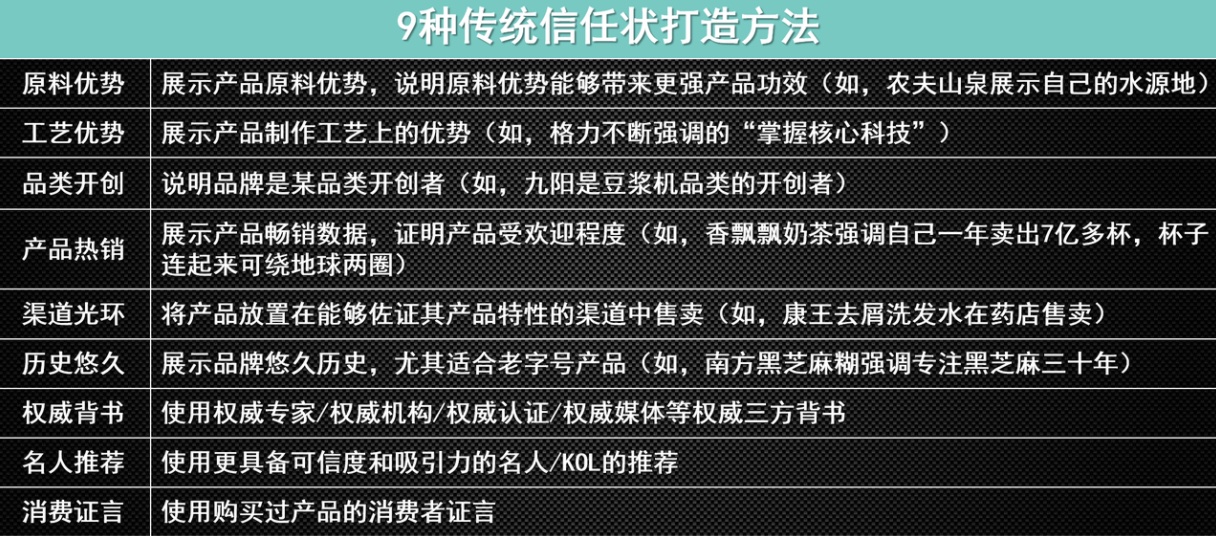 9种传统信任状打造方法
原料优势
展示产品原料优势，说明原料优势能够带来更强产品功效（如，农夫山泉展示自己的水源地）
工艺优势
展示产品制作工艺上的优势（如，格力不断强调的“掌握核心科技”）
品类开创
说明品牌是某品类开创者（如，九阳是豆浆机品类的开创者）
产品热销
展示产品畅销数据，证明产品受欢迎程度（如，香飘飘奶茶强调自己一年卖出7亿多杯，杯子
连起来可绕地球两圈）
渠道光环
将产品放置在能够佐证其产品特性的渠道中售卖（如，康王去屑洗发水在药店售卖）
历史悠久
展示品牌悠久历史，尤其适合老字号产品（如，南方黑芝麻糊强调专注黑芝麻三十年）
权威背书
使用权威专家/权威机构/权威认证/权威媒体等权威三方背书
名人推荐
使用更具备可信度和吸引力的名人/KOL的推荐
消费证言
使用购买过产品的消费者证言